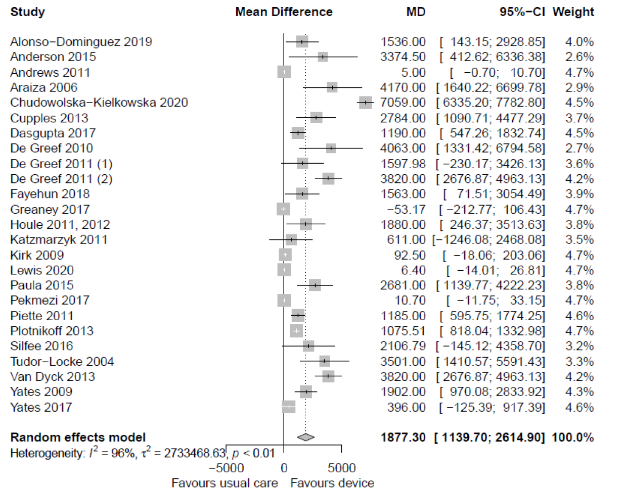 Study Mean Difference MD 95%−CI Weight
Alonso−Dominguez 2019 1536.00 [ 143.15; 2928.85] 4.0%
Anderson 2015 3374.50 [ 412.62; 6336.38] 2.6%
Andrews 2011 5.00 [ −0.70; 10.70] 4.7%
Araiza 2006 4170.00 [ 1640.22; 6699.78] 2.9%
Chudowolska−Kielkowska 2020 7059.00 [ 6335.20; 7782.80] 4.5%
Cupples 2013 2784.00 [ 1090.71; 4477.29] 3.7%
Dasgupta 2017 1190.00 [ 547.26; 1832.74] 4.5%
De Greef 2010 4063.00 [ 1331.42; 6794.58] 2.7%
De Greef 2011 (1) 1597.98 [ −230.17; 3426.13] 3.6%
De Greef 2011 (2) 3820.00 [ 2676.87; 4963.13] 4.2%
Fayehun 2018 1563.00 [ 71.51; 3054.49] 3.9%
Greaney 2017 −53.17 [ −212.77; 106.43] 4.7%
Houle 2011, 2012 1880.00 [ 246.37; 3513.63] 3.8%
Katzmarzyk 2011 611.00 [−1246.08; 2468.08] 3.5%
Kirk 2009 92.50 [ −18.06; 203.06] 4.7%
Lewis 2020 6.40 [ −14.01; 26.81] 4.7%
Paula 2015 2681.00 [ 1139.77; 4222.23] 3.8%
Pekmezi 2017 10.70 [ −11.75; 33.15] 4.7%
Piette 2011 1185.00 [ 595.75; 1774.25] 4.6%
Plotnikoff 2013 1075.51 [ 818.04; 1332.98] 4.7%
Silfee 2016 2106.79 [ −145.12; 4358.70] 3.2%
Tudor−Locke 2004 3501.00 [ 1410.57; 5591.43] 3.3%
Van Dyck 2013 3820.00 [ 2676.87; 4963.13] 4.2%
Yates 2009 1902.00 [ 970.08; 2833.92] 4.3%
Yates 2017 396.00 [ −125.39; 917.39] 4.6%
Random effects model 1877.30 [ 1139.70; 2614.90] 100.0%
Heterogeneity: I² = 96%, τ² = 2733468.63, p < 0.01
−5000 0 5000
Favours usual care Favours device